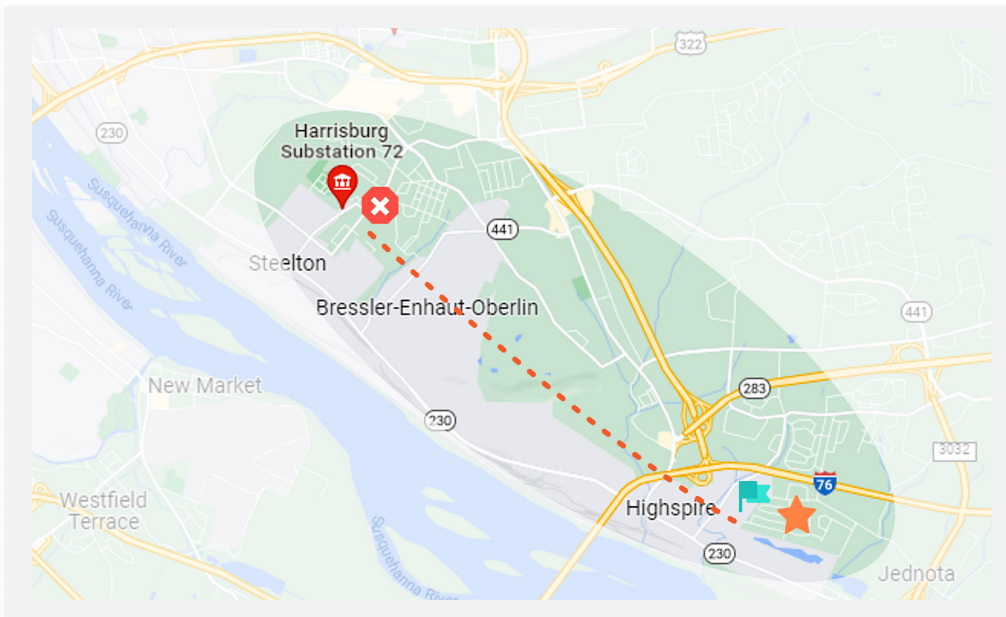 322
230
Harrisburg
Substation 72
Susquehanna River
Susquehanna River
441
Steelton
Bressler-Enhaut-Oberlin
441
New Market
283
230
3032
76
Westfield
Terrace
Highspire
230
Susquehanna River
Jednota